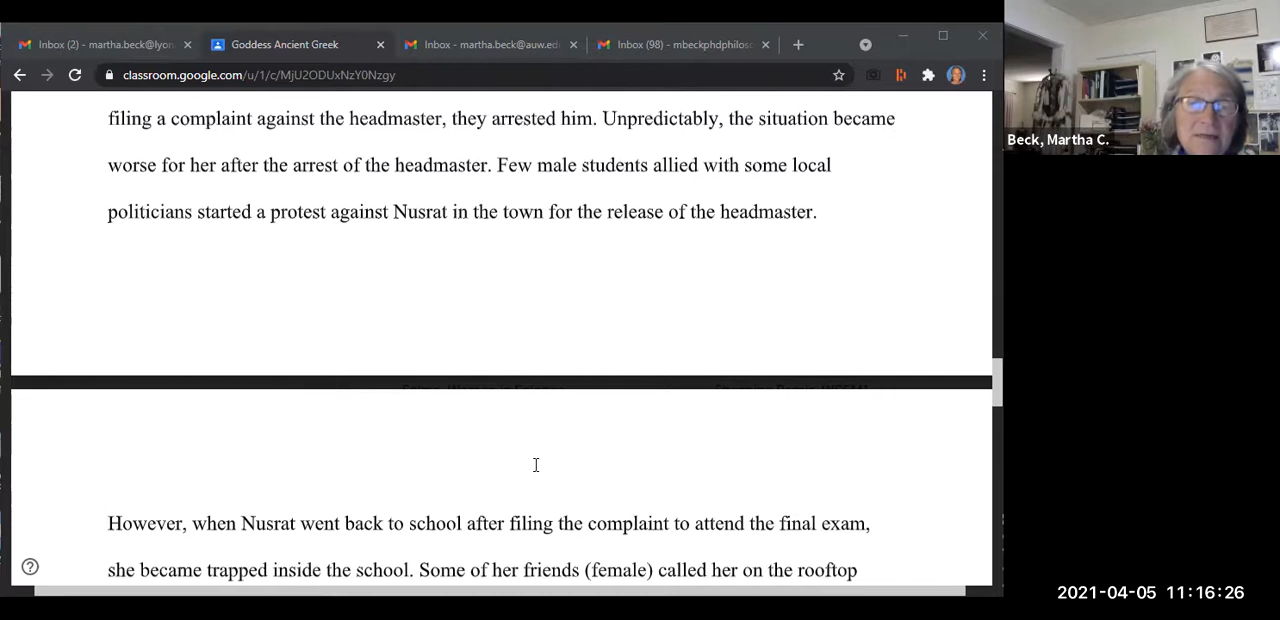 Inbox (2) - martha.beck@lyon
Goddess Ancient Greek
Inbox - martha.beck@auw.ed
Inbox (98) - mbeckphdphilos
classroom.google.com/u/1/c/MjU2ODUxNzY0Nzgy
Beck, Martha C.
filing a complaint against the headmaster, they arrested him. Unpredictably, the situation became
worse for her after the arrest of the headmaster. Few male students allied with some local
politicians started a protest against Nusrat in the town for the release of the headmaster.
However, when Nusrat went back to school after filing the complaint to attend the final exam,
she became trapped inside the school. Some of her friends (female) called her on the rooftop
2021-04-05 11:16:26